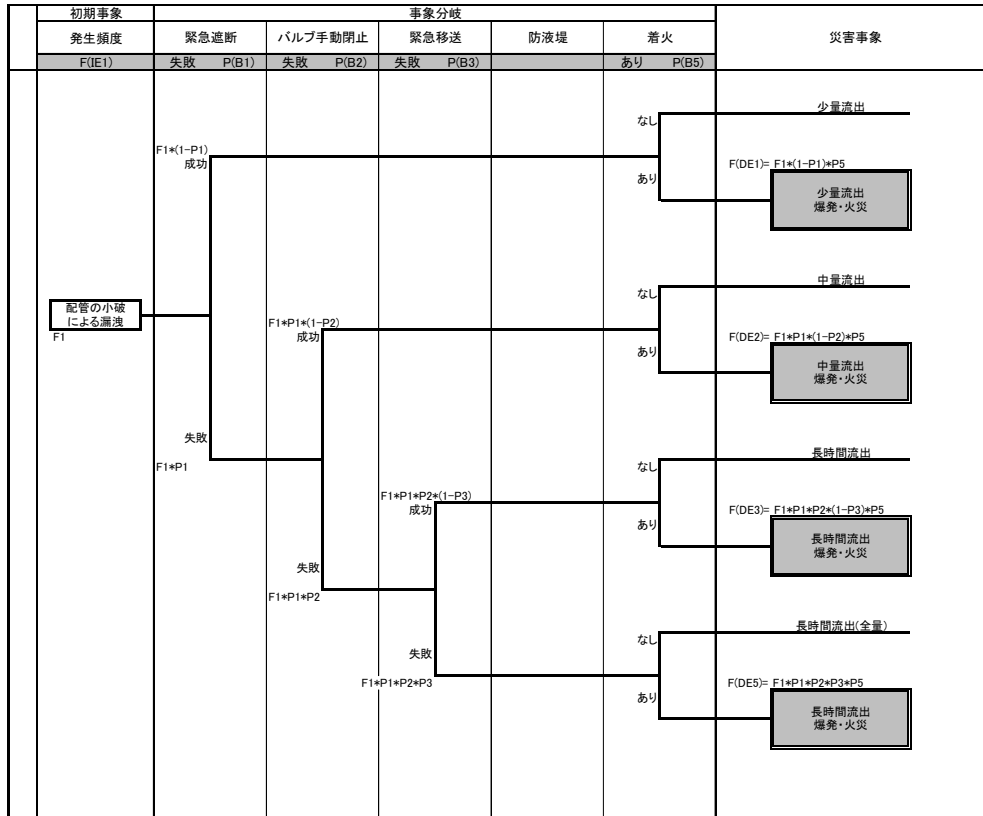 初期事象 事象分岐
発生頻度 緊急遮断 バルブ手動閉止 緊急移送 防液堤 着火 災害事象
F(IE1) 失敗 P(B1) 失敗 P(B2) 失敗 P(B3) あり P(B5)
少量流出
なし
F1*(1-P1)
成功
F(DE1)= F1*(1-P1)*P5
あり
少量流出
爆発・火災
中量流出
なし
配管の小破
による漏洩
F1
F1*P1*(1-P2)
成功
F(DE2)= F1*P1*(1-P2)*P5
あり
中量流出
爆発・火災
失敗
F1*P1
長時間流出
なし
F1*P1*P2*(1-P3)
成功
F(DE3)= F1*P1*P2*(1-P3)*P5
あり
長時間流出
爆発・火災
失敗
F1*P1*P2
長時間流出(全量)
なし
失敗
F1*P1*P2*P3
F(DE5)= F1*P1*P2*P3*P5
あり
長時間流出
爆発・火災